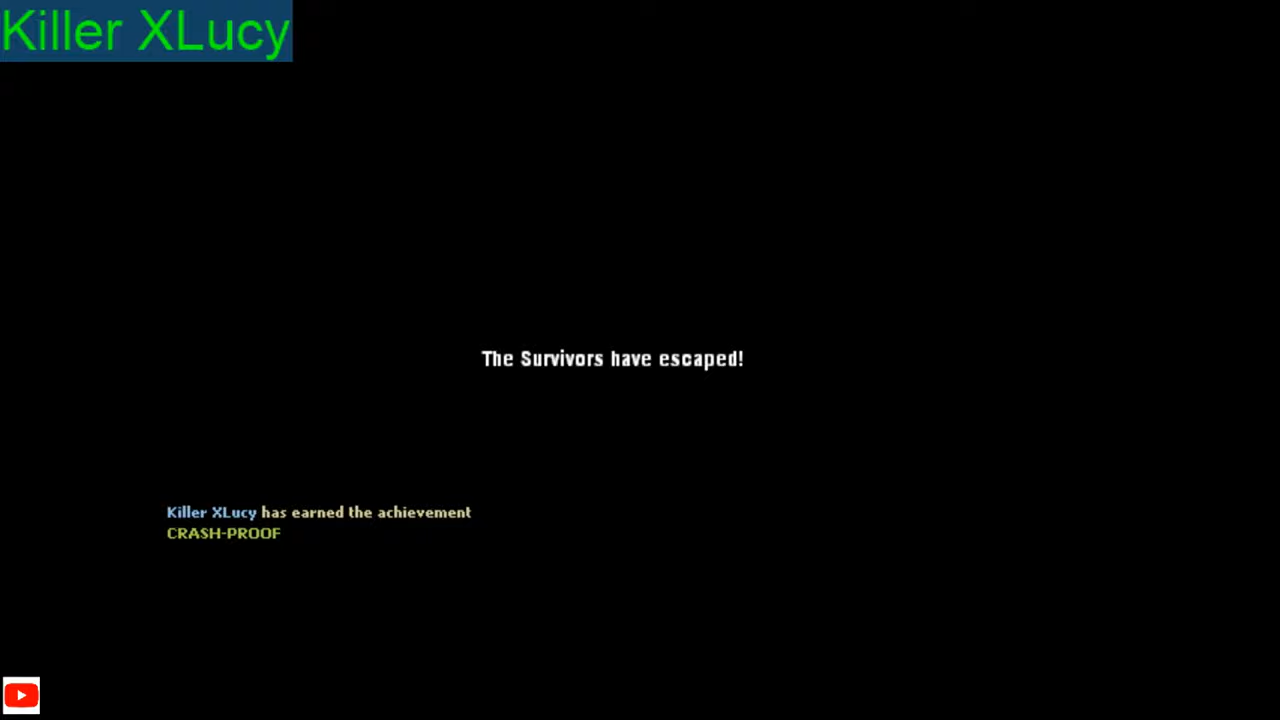 Killer XLucy
The Survivors have escaped!
Killer XLucy has earned the achievement
CRASH-PROOF